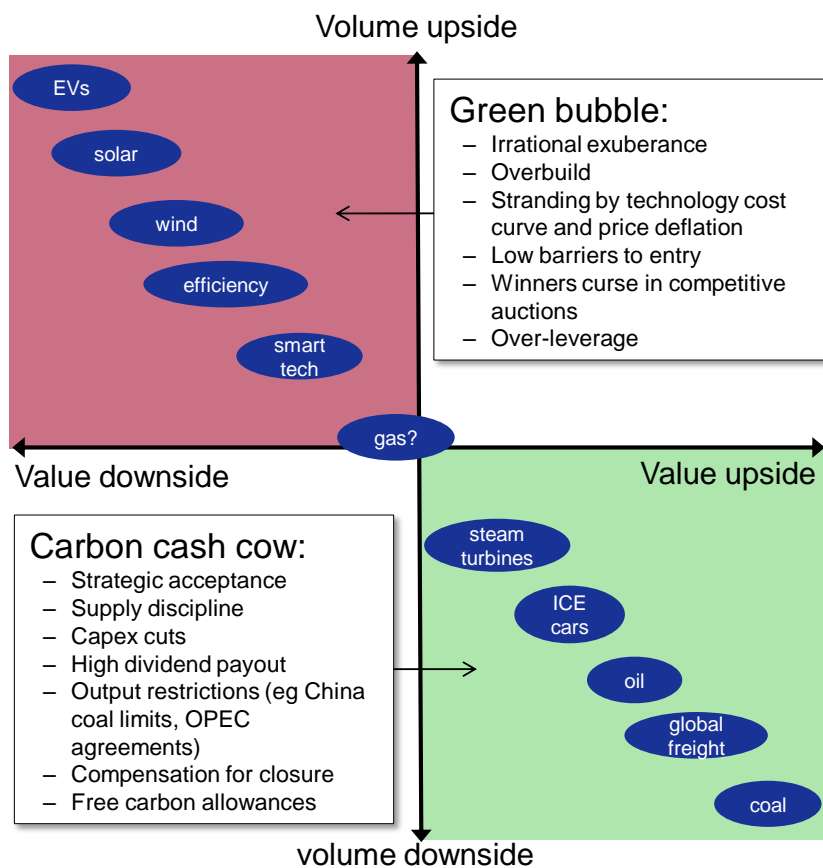 Volume upside
EVs
solar
wind
efficiency
smart
tech
gas?
Green bubble:
– Irrational exuberance
– Overbuild
– Stranding by technology cost
curve and price deflation
– Low barriers to entry
– Winners curse in competitive
auctions
– Over-leverage
Value downside
Value upside
Carbon cash cow:
– Strategic acceptance
– Supply discipline
– Capex cuts
– High dividend payout
– Output restrictions (eg China
coal limits, OPEC
agreements)
– Compensation for closure
– Free carbon allowances
steam
turbines
ICE
cars
oil
global
freight
coal
volume downside